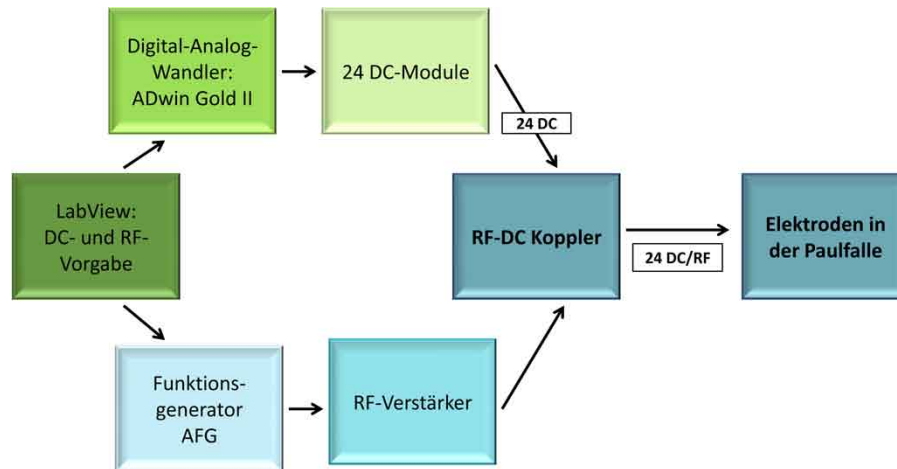 Digital-Analog-
Wandler:
ADwin Gold II
24 DC-Module
24 DC
LabView:
DC- und RF-
Vorgabe
RF-DC Koppler
24 DC/RF
Elektroden in
der Paulfalle
Funktions-
generator
AFG
RF-Verstärker